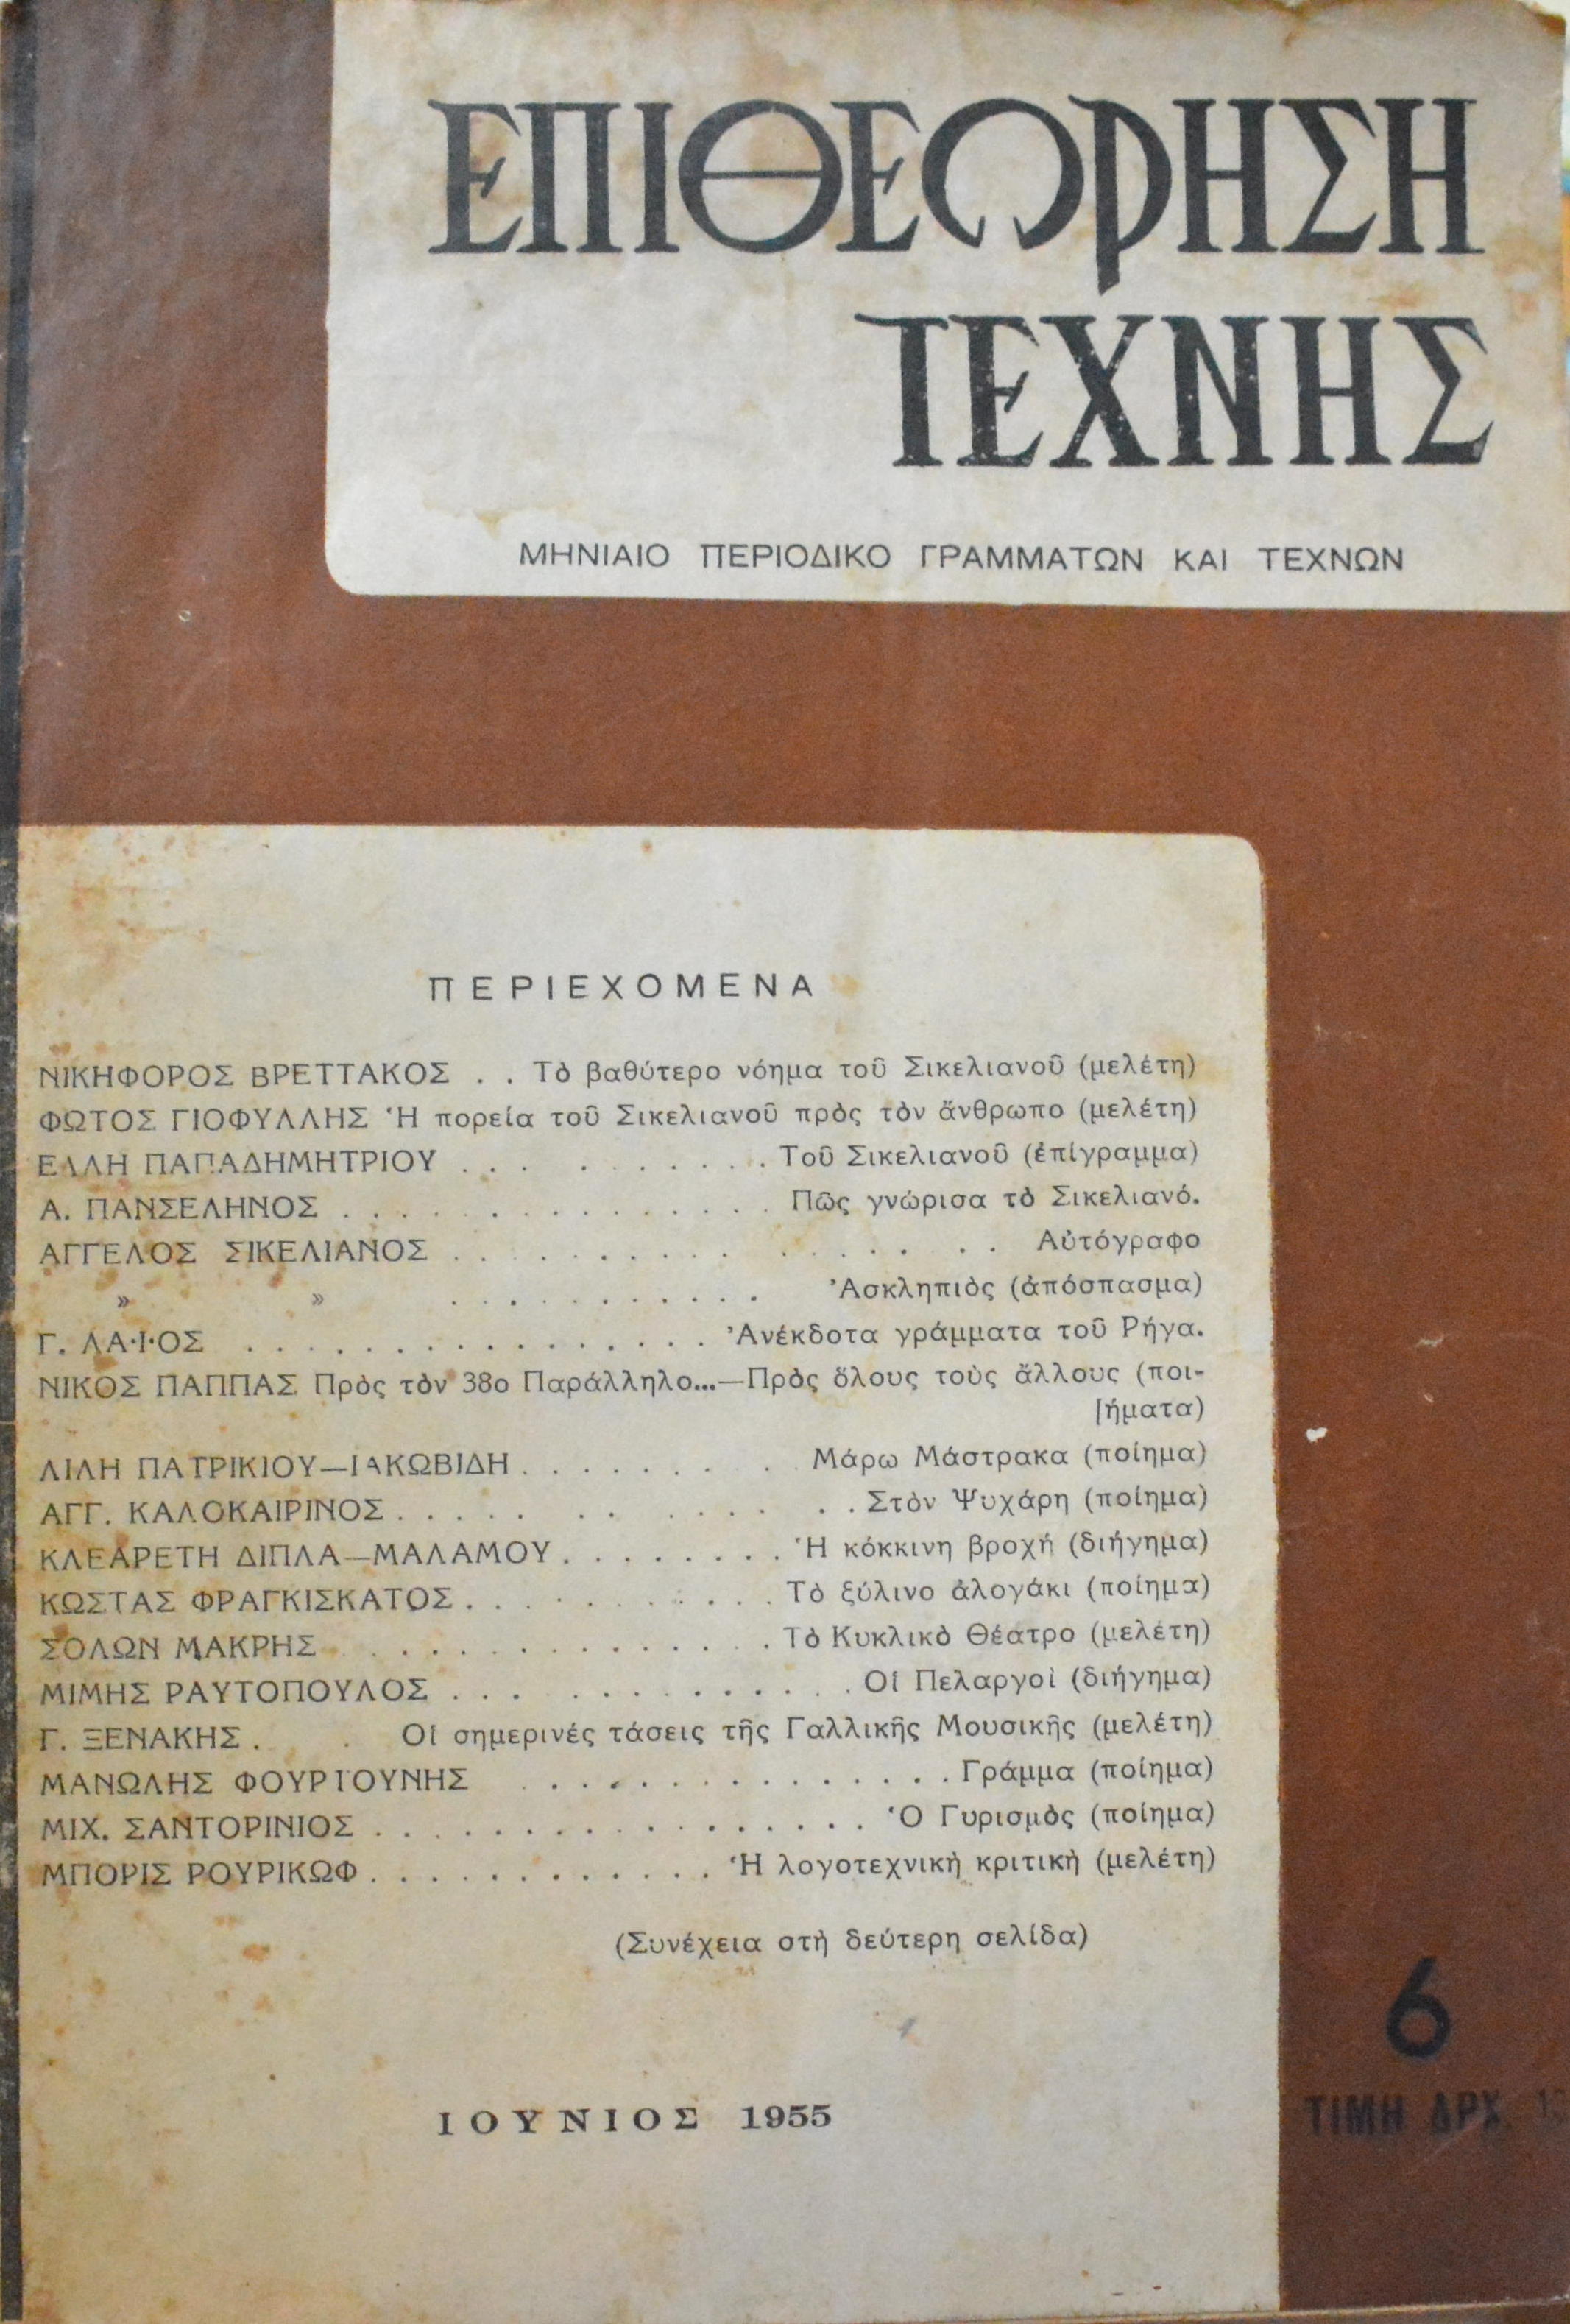 ΕΠΙΘΕΩΡΗΣΗ
ΤΕΧΝΗΣ
ΜΗΝΙΑΙΟ ΠΕΡΙΟΔΙΚΟ ΓΡΑΜΜΑΤΩΝ ΚΑΙ ΤΕΧΝΩΝ
ΠΕΡΙΕΧΟΜΕΝΑ
ΝΙΚΗΦΟΡΟΣ ΒΡΕΤΤΑΚΟΣ . . Τὸ βαθύτερο νόημα τοῦ Σικελιανοῦ (μελέτη)
ΦΩΤΟΣ ΓΙΟΦΥΛΛΗΣ Ἡ πορεία τοῦ Σικελιανοῦ πρὸς τὸν ἄνθρωπο (μελέτη)
ΕΛΛΗ ΠΑΠΑΔΗΜΗΤΡΙΟΥ . . . . . . . . . . Τοῦ Σικελιανοῦ (ἐπίγραμμα)
Α. ΠΑΝΣΕΛΗΝΟΣ . . . . . . . . . . . . . . Πῶς γνώρισα τὸ Σικελιανό.
ΑΓΓΕΛΟΣ ΣΙΚΕΛΙΑΝΟΣ . . . . . . . . . . . . . . . Αὐτόγραφο
» » . . . . . . . . . . . Ἀσκληπιὸς (ἀπόσπασμα)
Γ. ΛΑ·Ι·ΟΣ . . . . . . . . . . . . . . . . Ἀνέκδοτα γράμματα τοῦ Ρήγα.
ΝΙΚΟΣ ΠΑΠΠΑΣ Πρὸς τὸν 38ο Παράλληλο...—Πρὸς ὅλους τοὺς ἄλλους (ποι-
[ήματα)
ΛΙΛΗ ΠΑΤΡΙΚΙΟΥ—ΙΑΚΩΒΙΔΗ . . . . . . . . Μάρω Μάστρακα (ποίημα)
ΑΓΓ. ΚΑΛΟΚΑΙΡΙΝΟΣ . . . . . . . . . . . . . Στὸν Ψυχάρη (ποίημα)
ΚΛΕΑΡΕΤΗ ΔΙΠΛΑ—ΜΑΛΑΜΟΥ . . . . . . . . Ἡ κόκκινη βροχή (διήγημα)
ΚΩΣΤΑΣ ΦΡΑΓΚΙΣΚΑΤΟΣ . . . . . . . . . . . Τὸ ξύλινο ἀλογάκι (ποίημα)
ΣΟΛΩΝ ΜΑΚΡΗΣ . . . . . . . . . . . . . . Τὸ Κυκλικὸ Θέατρο (μελέτη)
ΜΙΜΗΣ ΡΑΥΤΟΠΟΥΛΟΣ . . . . . . . . . . . . . Οἱ Πελαργοὶ (διήγημα)
Γ. ΞΕΝΑΚΗΣ . . Οἱ σημερινές τάσεις τῆς Γαλλικῆς Μουσικῆς (μελέτη)
ΜΑΝΩΛΗΣ ΦΟΥΡΤΟΥΝΗΣ . . . . . . . . . . . . . . . Γράμμα (ποίημα)
ΜΙΧ. ΣΑΝΤΟΡΙΝΙΟΣ . . . . . . . . . . . . . . . . . Ὁ Γυρισμὸς (ποίημα)
ΜΠΟΡΙΣ ΡΟΥΡΙΚΩΦ . . . . . . . . . . . . Ἡ λογοτεχνικὴ κριτικὴ (μελέτη)
(Συνέχεια στὴ δεύτερη σελίδα)
6
ΤΙΜΗ ΔΡΧ
ΙΟΥΝΙΟΣ 1955